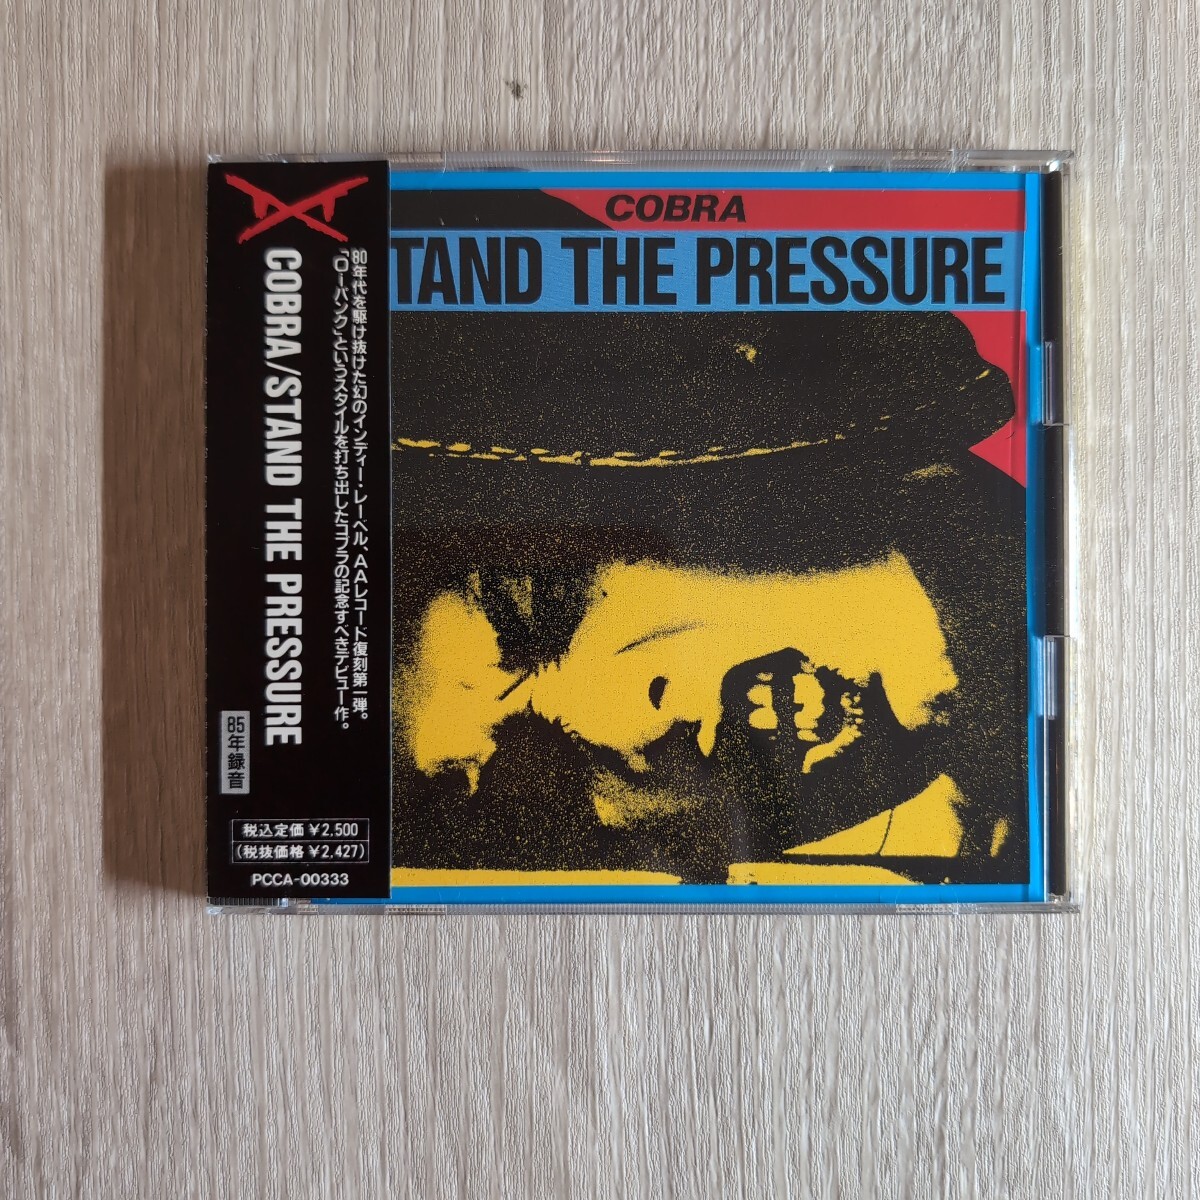 80年代を駆け抜けた幻のインディー・レーベル、AAレコード復刻第一弾。
「Oi-パンク」というスタイルを打ち出したコブラの記念すべきデビュー作。
COBRA/STAND THE PRESSURE
85年録音
税込定価 ¥2,500
(税抜価格 ¥2,427)
PCCA-00333
COBRA
TAND THE PRESSURE